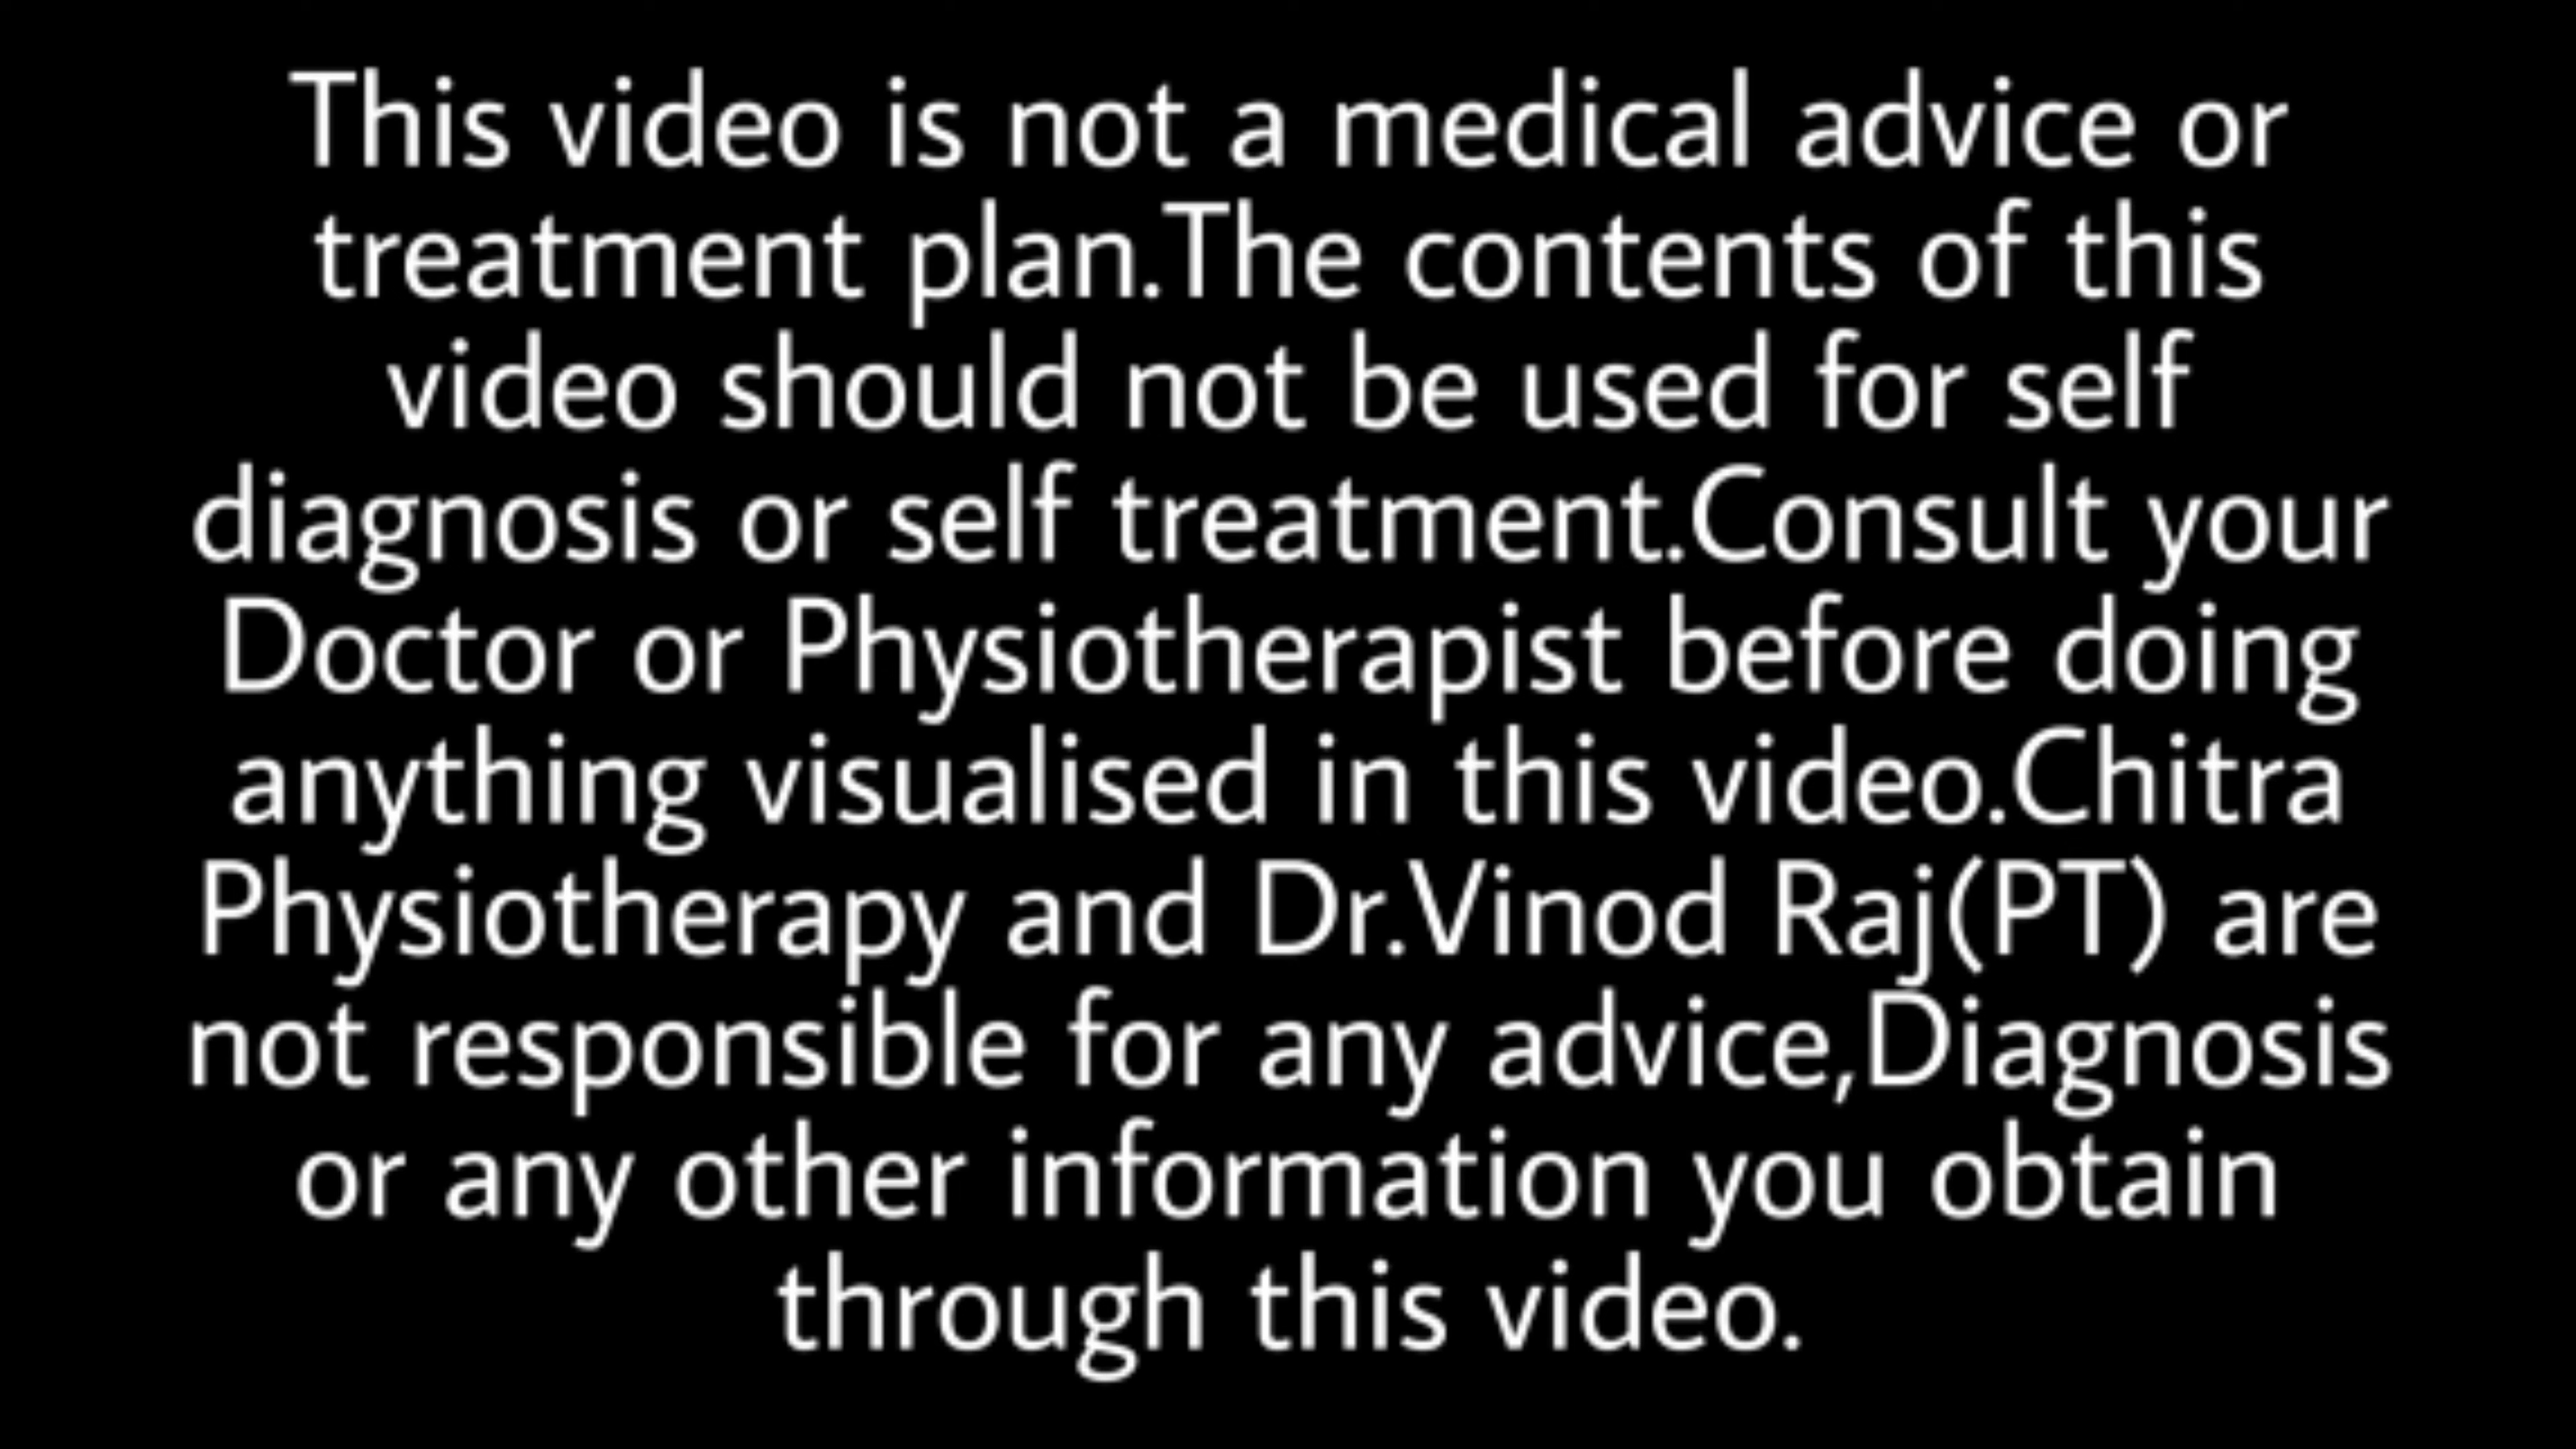 This video is not a medical advice or
treatment plan.The contents of this
video should not be used for self
diagnosis or self treatment.Consult your
Doctor or Physiotherapist before doing
anything visualised in this video.Chitra
Physiotherapy and Dr.Vinod Raj(PT) are
not responsible for any advice,Diagnosis
or any other information you obtain
through this video.